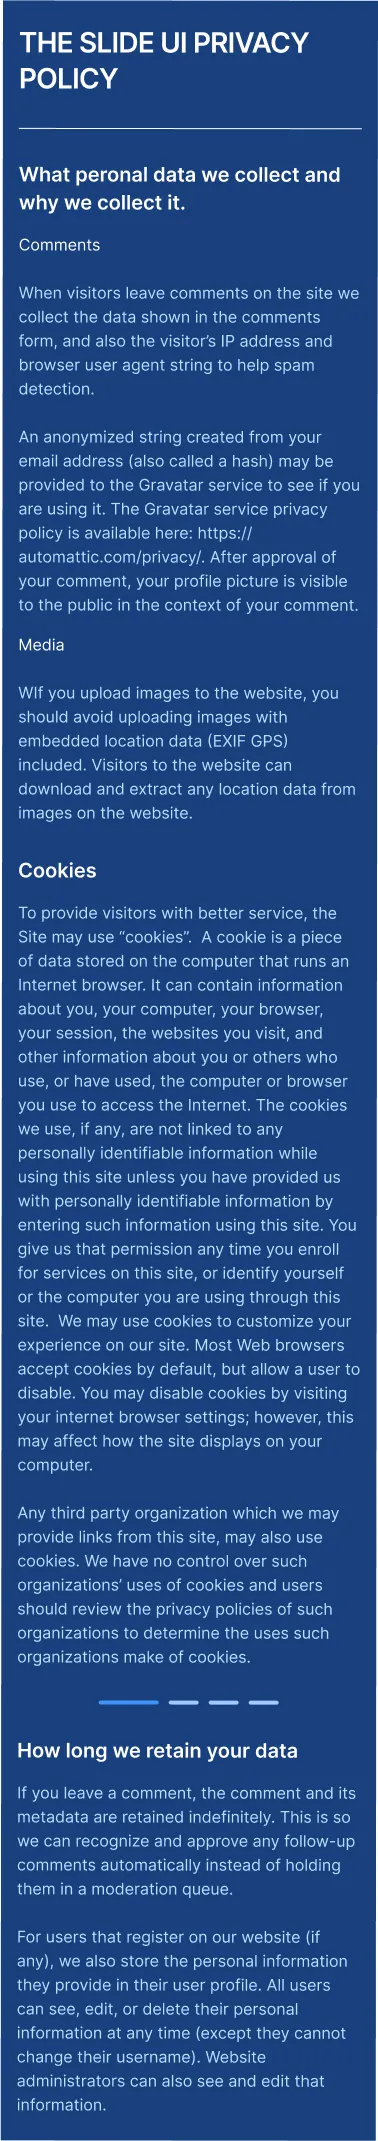 THE SLIDE UI PRIVACY
POLICY
What peronal data we collect and
why we collect it.
Comments
When visitors leave comments on the site we
collect the data shown in the comments
form, and also the visitor’s IP address and
browser user agent string to help spam
detection.
An anonymized string created from your
email address (also called a hash) may be
provided to the Gravatar service to see if you
are using it. The Gravatar service privacy
policy is available here: https://
automattic.com/privacy/. After approval of
your comment, your profile picture is visible
to the public in the context of your comment.
Media
WIf you upload images to the website, you
should avoid uploading images with
embedded location data (EXIF GPS)
included. Visitors to the website can
download and extract any location data from
images on the website.
Cookies
To provide visitors with better service, the
Site may use “cookies”.  A cookie is a piece
of data stored on the computer that runs an
Internet browser. It can contain information
about you, your computer, your browser,
your session, the websites you visit, and
other information about you or others who
use, or have used, the computer or browser
you use to access the Internet. The cookies
we use, if any, are not linked to any
personally identifiable information while
using this site unless you have provided us
with personally identifiable information by
entering such information using this site. You
give us that permission any time you enroll
for services on this site, or identify yourself
or the computer you are using through this
site.  We may use cookies to customize your
experience on our site. Most Web browsers
accept cookies by default, but allow a user to
disable. You may disable cookies by visiting
your internet browser settings; however, this
may affect how the site displays on your
computer.
Any third party organization which we may
provide links from this site, may also use
cookies. We have no control over such
organizations’ uses of cookies and users
should review the privacy policies of such
organizations to determine the uses such
organizations make of cookies.
How long we retain your data
If you leave a comment, the comment and its
metadata are retained indefinitely. This is so
we can recognize and approve any follow-up
comments automatically instead of holding
them in a moderation queue.
For users that register on our website (if
any), we also store the personal information
they provide in their user profile. All users
can see, edit, or delete their personal
information at any time (except they cannot
change their username). Website
administrators can also see and edit that
information.